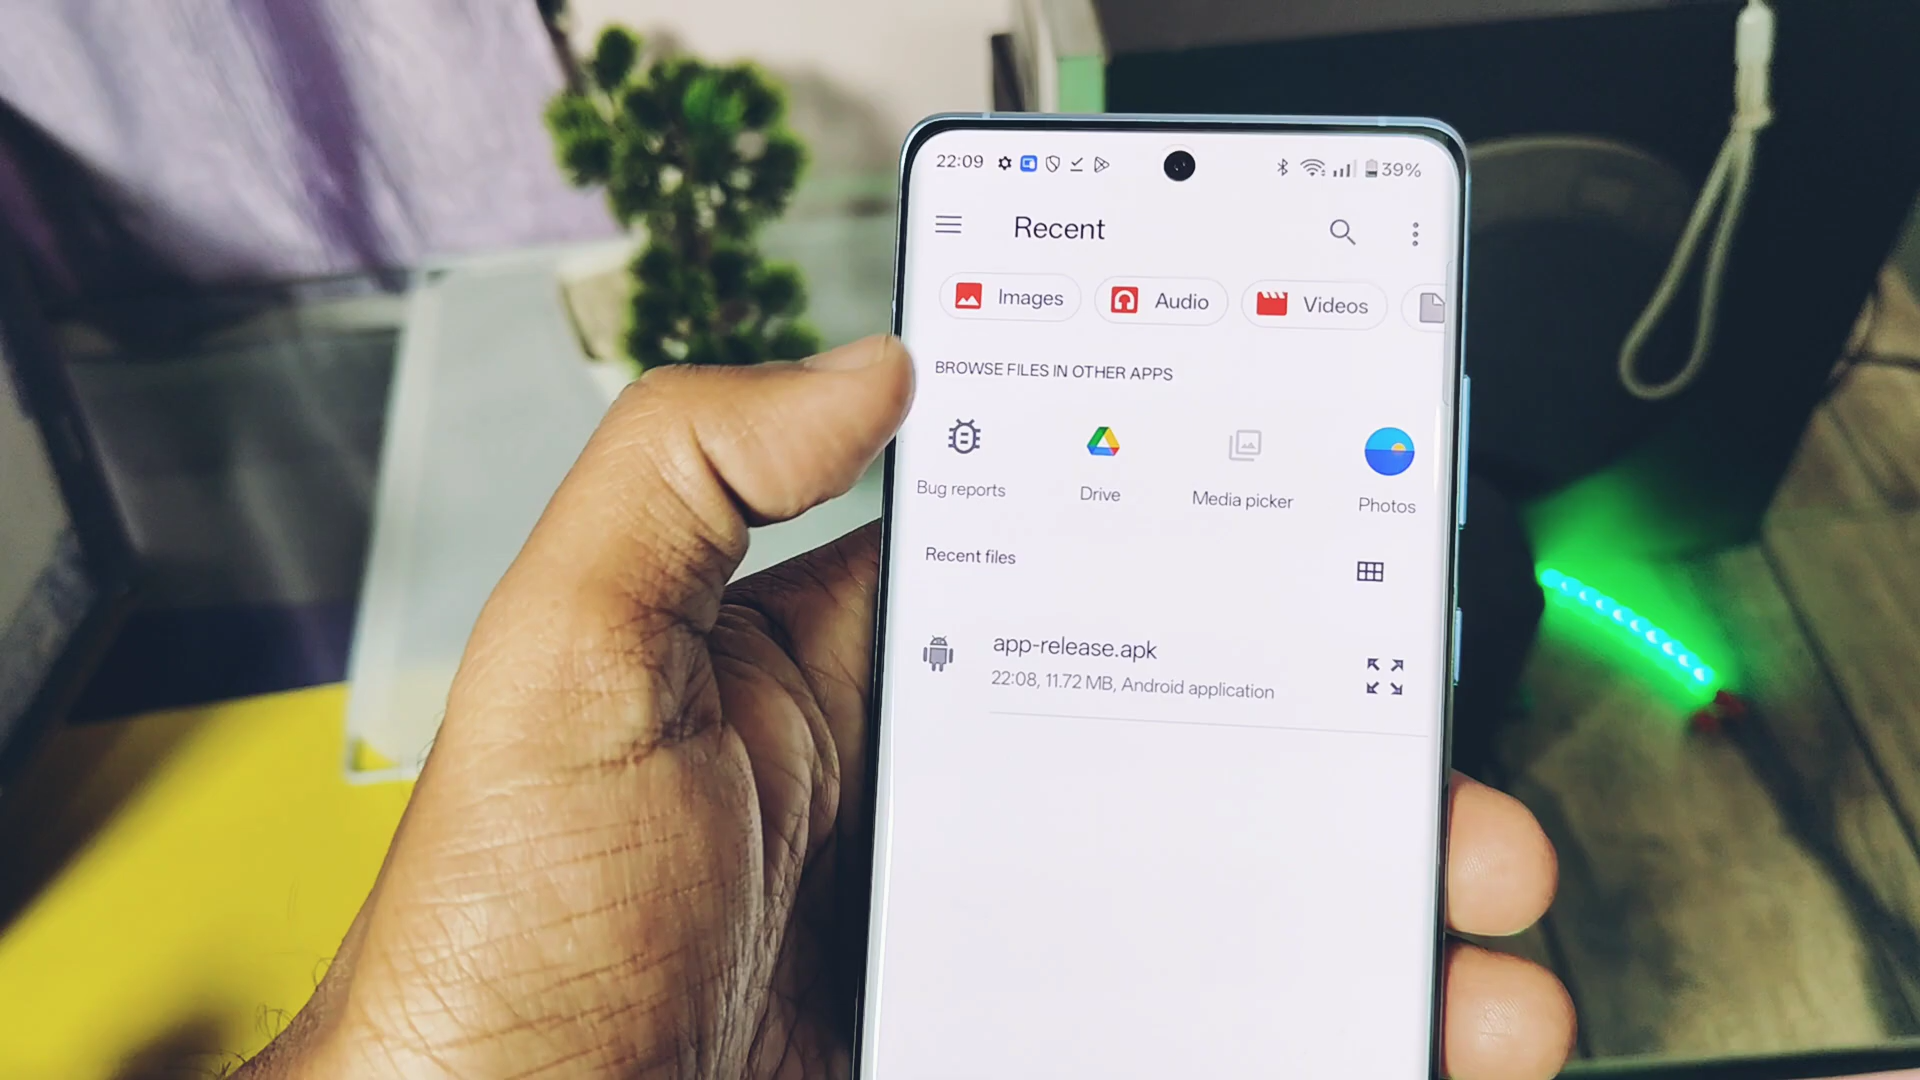 22:09
39%
Recent
Images
Audio
Videos
BROWSE FILES IN OTHER APPS
Bug reports
Drive
Media picker
Photos
Recent files
app-release.apk
22:08, 11.72 MB, Android application